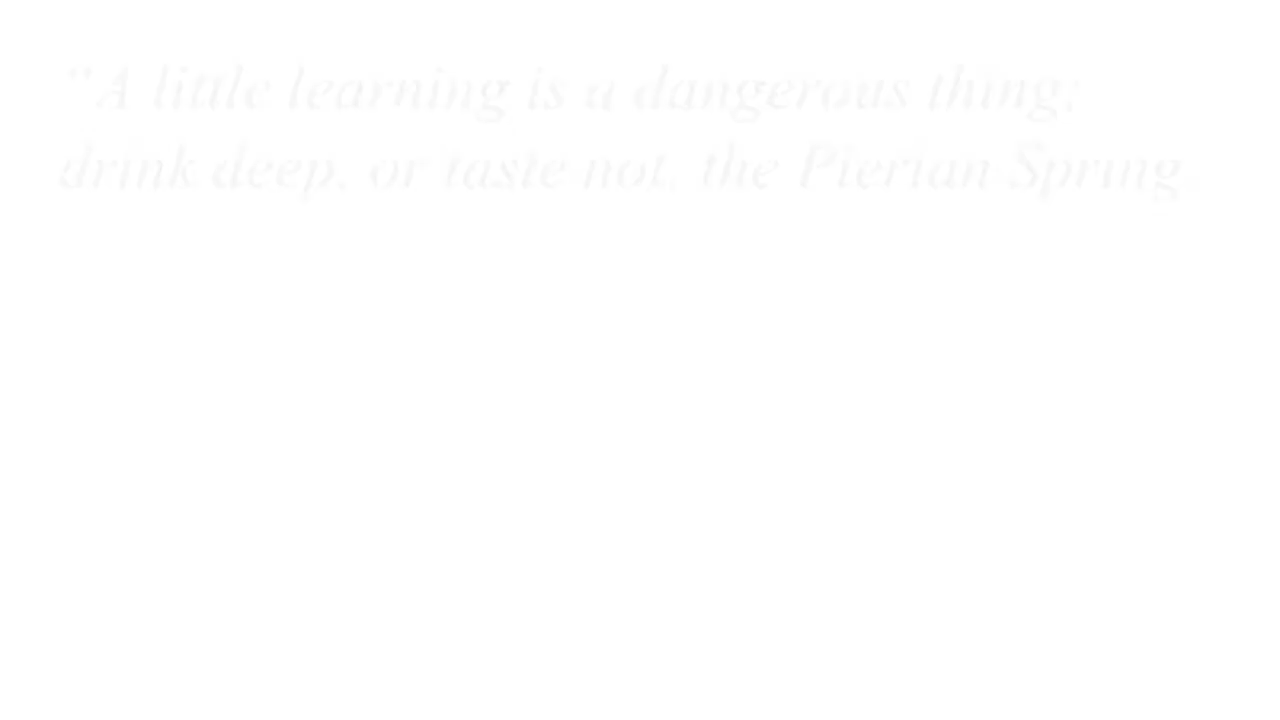 "A little learning is a dangerous thing;
drink deep, or taste not, the Pierian Spring.